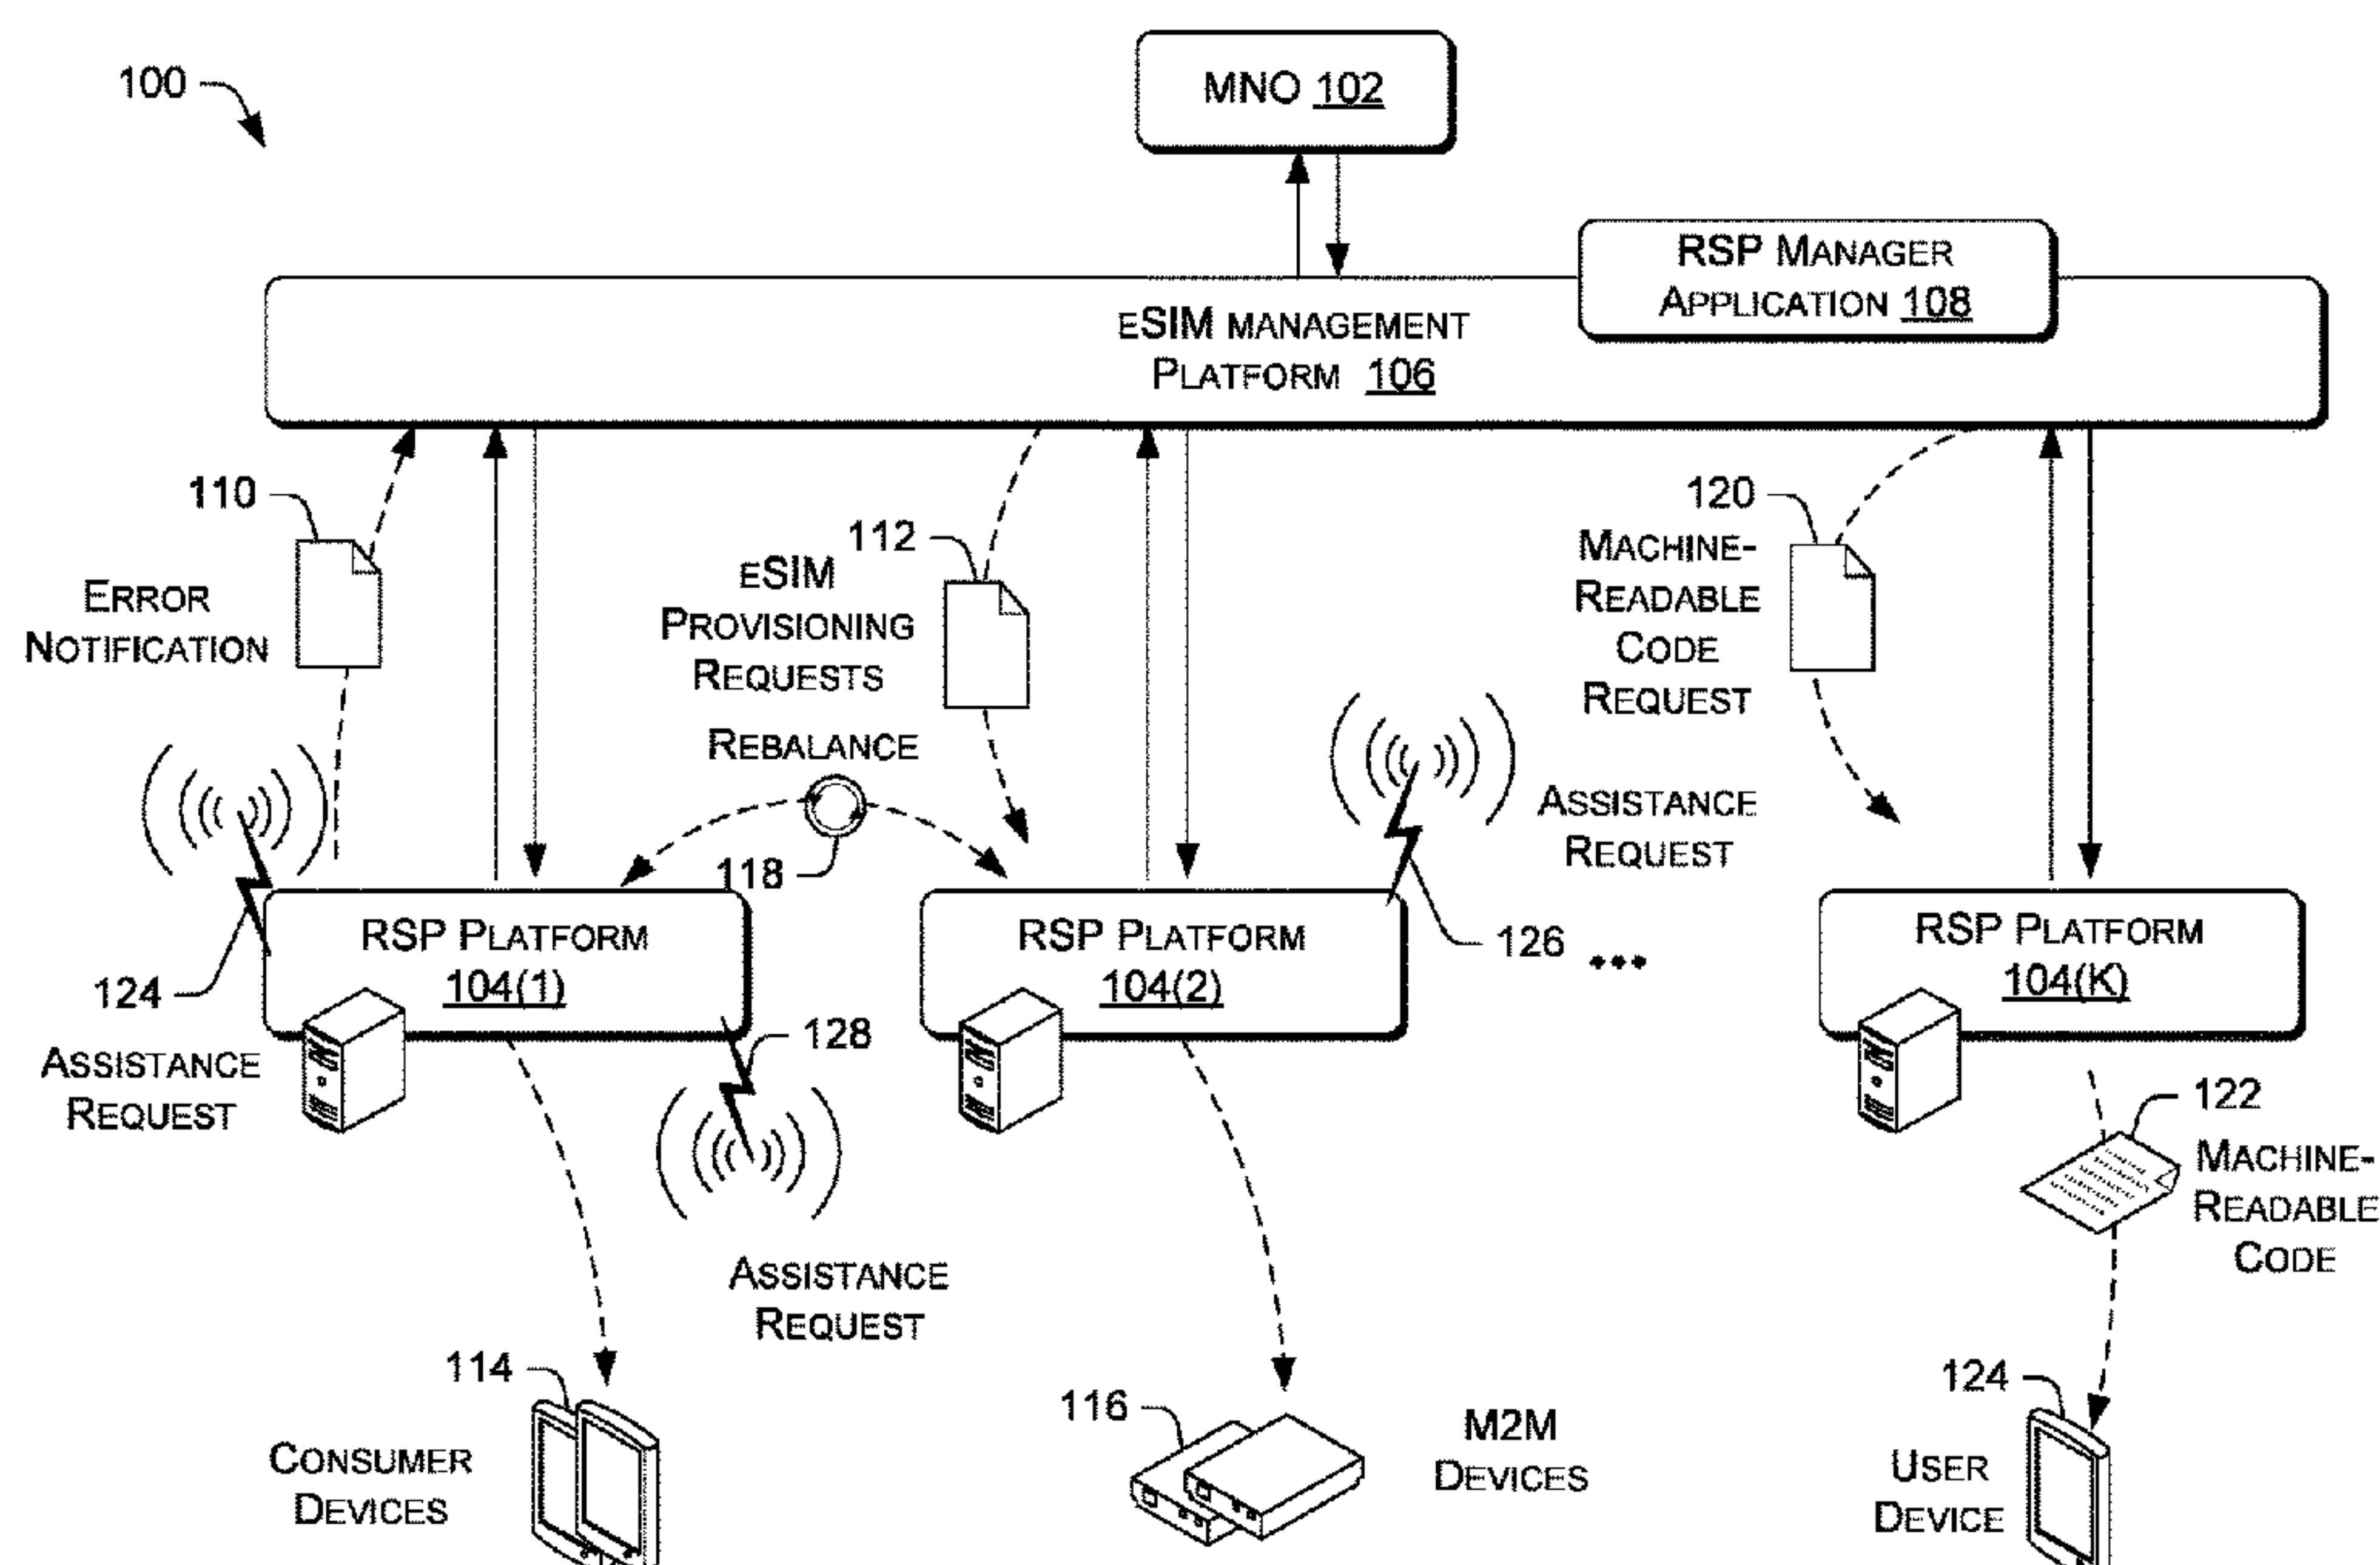 100
MNO 102
RSP MANAGER
APPLICATION 108
eSIM MANAGEMENT
PLATFORM 106
110
ERROR
NOTIFICATION
112
eSIM
PROVISIONING
REQUESTS
120
MACHINE-
READABLE
CODE
REQUEST
REBALANCE
118
ASSISTANCE
REQUEST
RSP PLATFORM
104(1)
RSP PLATFORM
104(2)
126
•••
RSP PLATFORM
104(K)
124
ASSISTANCE
REQUEST
128
ASSISTANCE
REQUEST
122
MACHINE-
READABLE
CODE
114
CONSUMER
DEVICES
116
M2M
DEVICES
124
USER
DEVICE